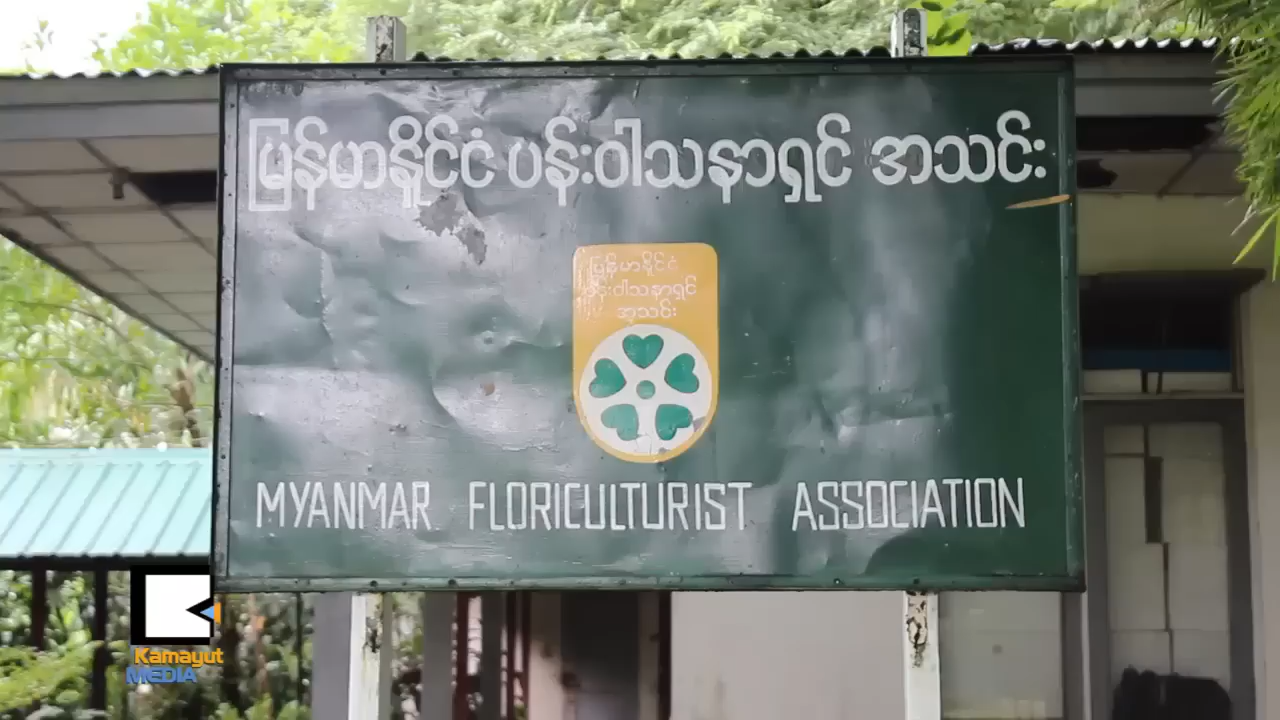 မြန်မာနိုင်ငံ ပန်းဝါသနာရှင် အသင်း
မြန်မာနိုင်ငံ
ပန်းဝါသနာရှင်
အသင်း
MYANMAR FLORICULTURIST ASSOCIATION
Kamayut
MEDIA